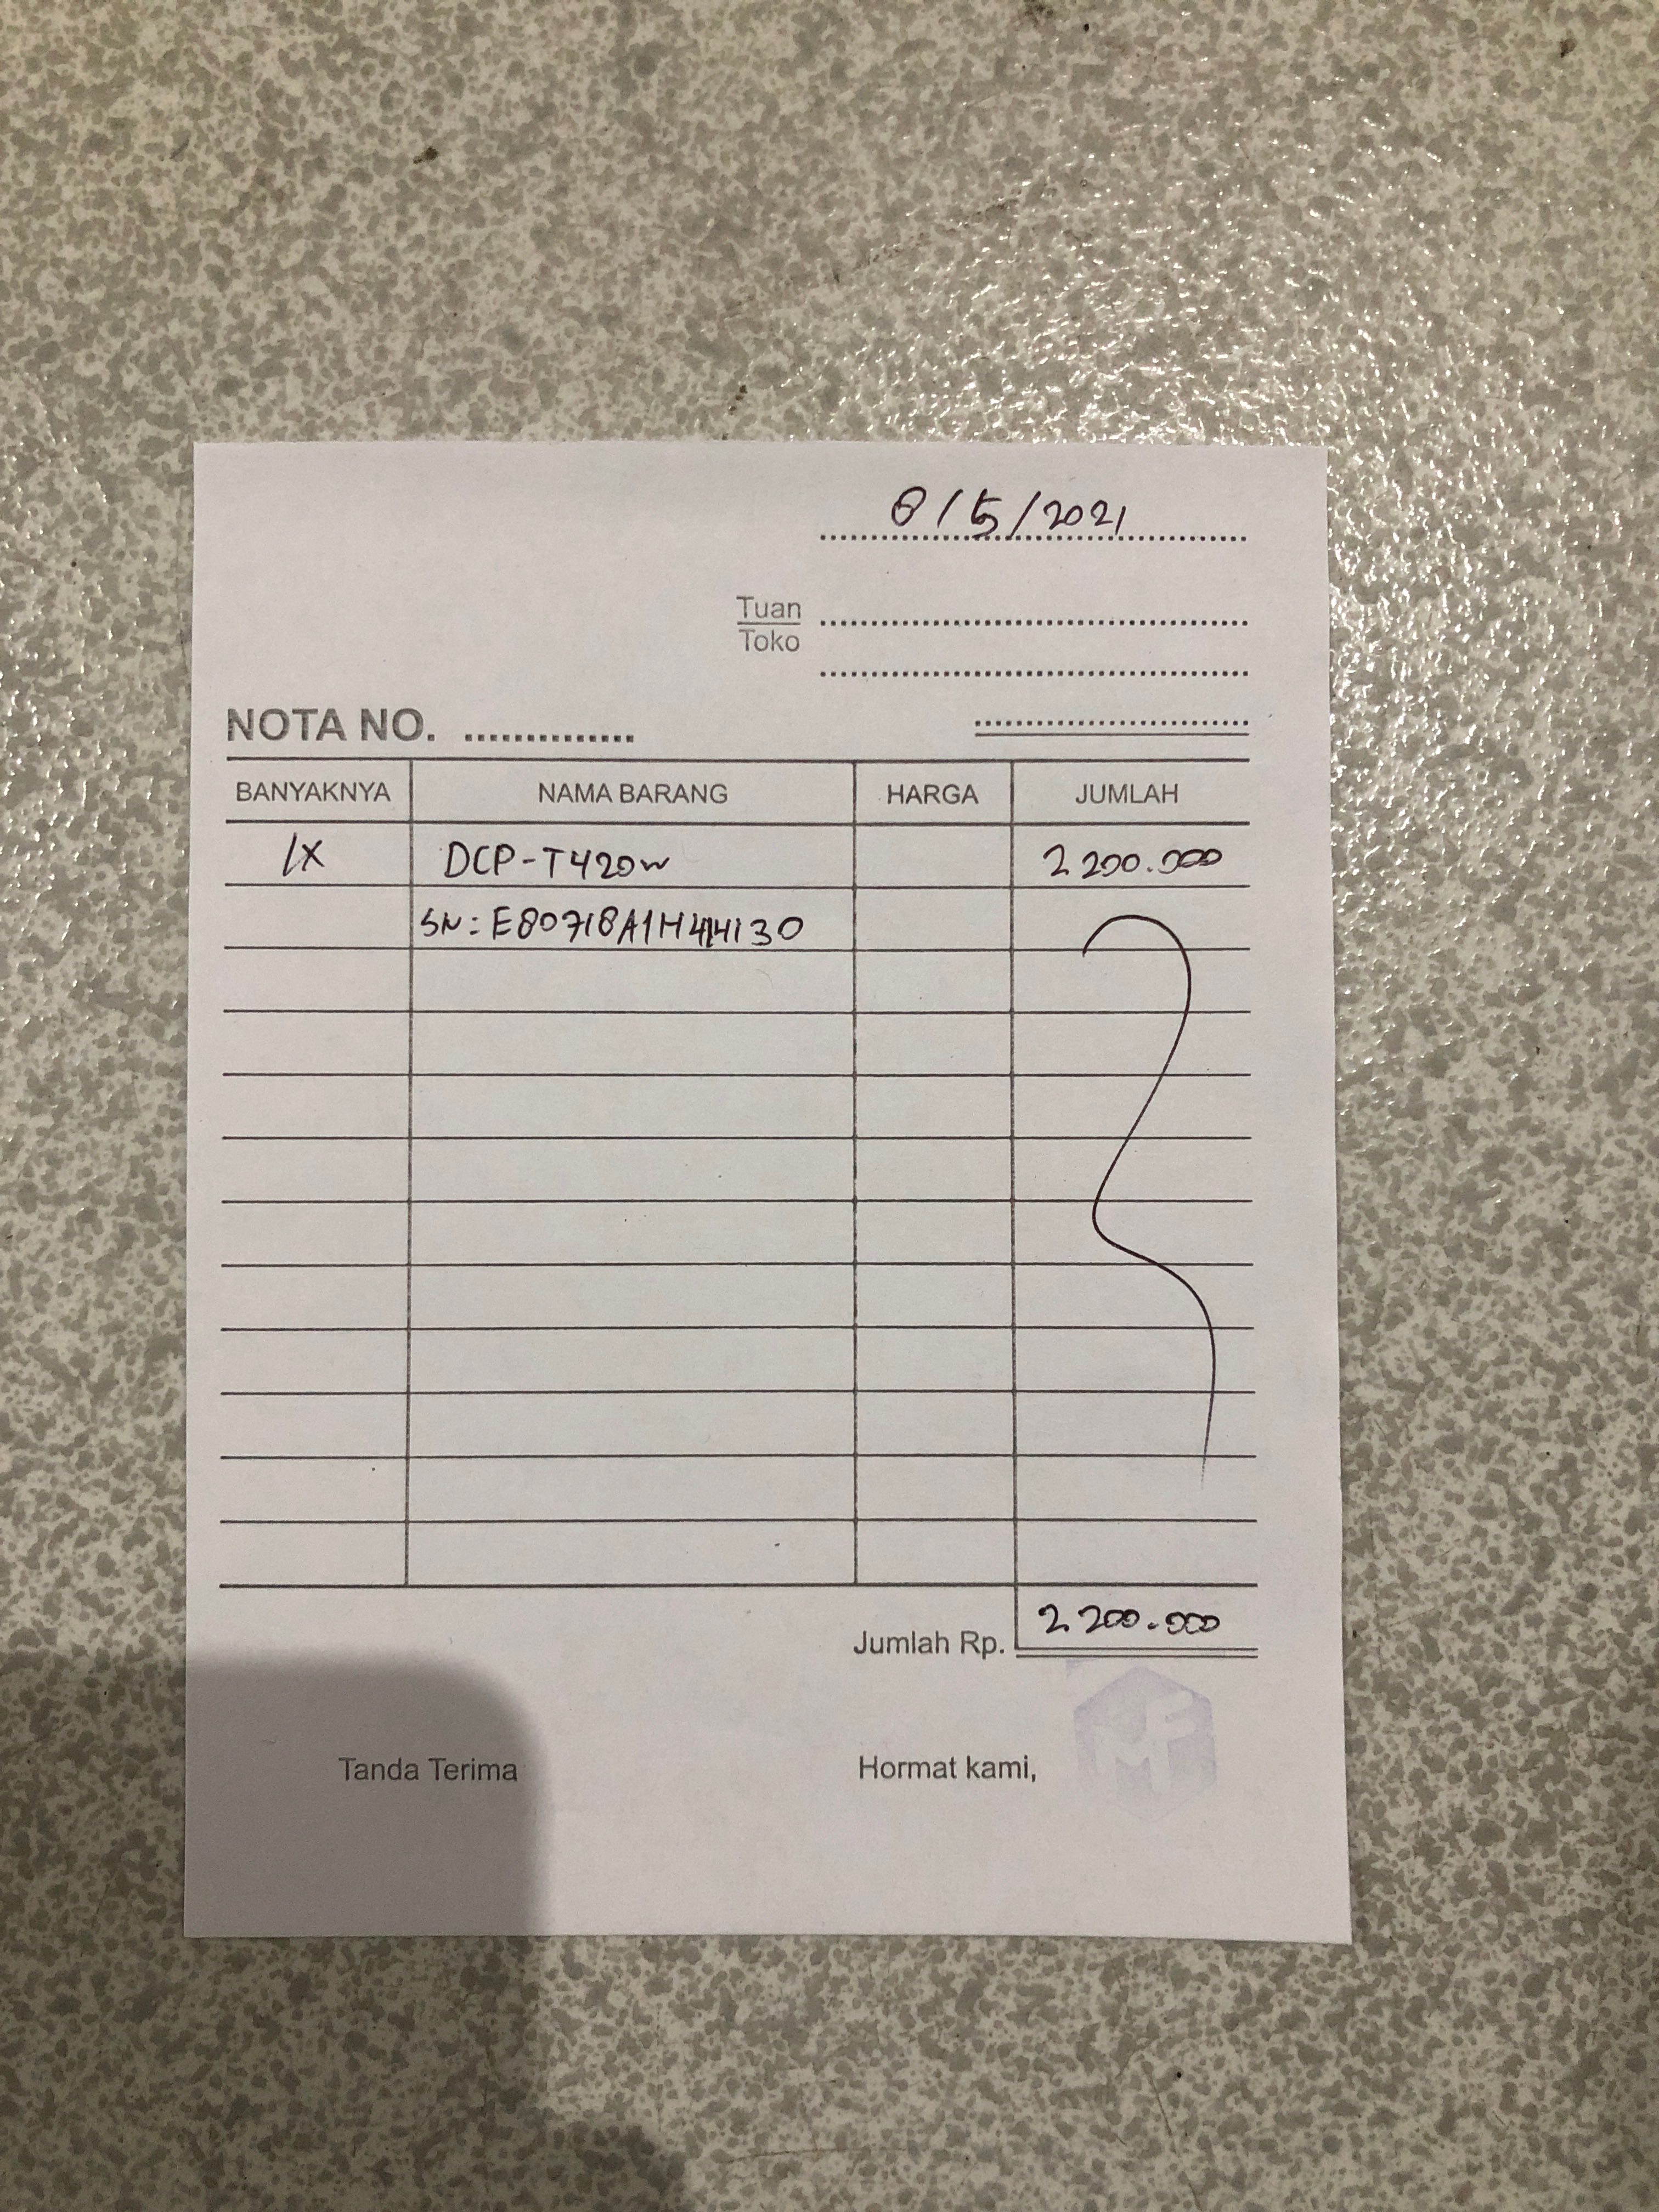 8/5/2021
Tuan
Toko
NOTA NO.
BANYAKNYA NAMA BARANG HARGA JUMLAH
1X DCP-T420W 2 200.000
SN: E80718A1H414130
Jumlah Rp. 2 200.000
Tanda Terima Hormat kami,
MF